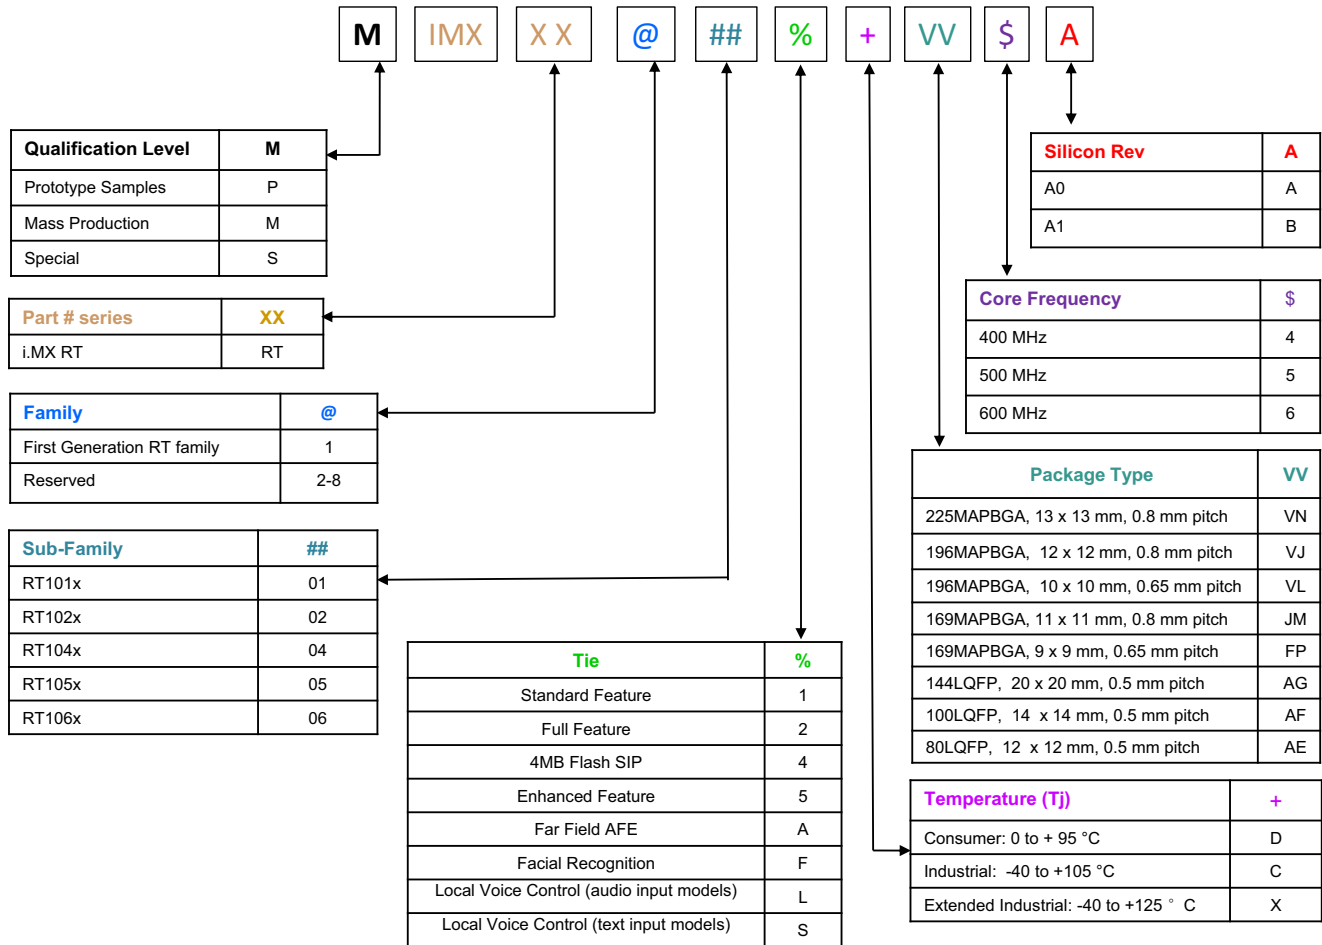 M IMX X X @ ## % + VV $ A
Qualification Level M
Prototype Samples P
Mass Production M
Special S
Part # series XX
i.MX RT RT
Family @
First Generation RT family 1
Reserved 2-8
Sub-Family ##
RT101x 01
RT102x 02
RT104x 04
RT105x 05
RT106x 06
Tie %
Standard Feature 1
Full Feature 2
4MB Flash SIP 4
Enhanced Feature 5
Far Field AFE A
Facial Recognition F
Local Voice Control (audio input models) L
Local Voice Control (text input models) S
Silicon Rev A
A0 A
A1 B
Core Frequency $
400 MHz 4
500 MHz 5
600 MHz 6
Package Type VV
225MAPBGA, 13 x 13 mm, 0.8 mm pitch VN
196MAPBGA, 12 x 12 mm, 0.8 mm pitch VJ
196MAPBGA, 10 x 10 mm, 0.65 mm pitch VL
169MAPBGA, 11 x 11 mm, 0.8 mm pitch JM
169MAPBGA, 9 x 9 mm, 0.65 mm pitch FP
144LQFP, 20 x 20 mm, 0.5 mm pitch AG
100LQFP, 14 x 14 mm, 0.5 mm pitch AF
80LQFP, 12 x 12 mm, 0.5 mm pitch AE
Temperature (Tj) +
Consumer: 0 to + 95 °C D
Industrial: -40 to +105 °C C
Extended Industrial: -40 to +125 ° C X